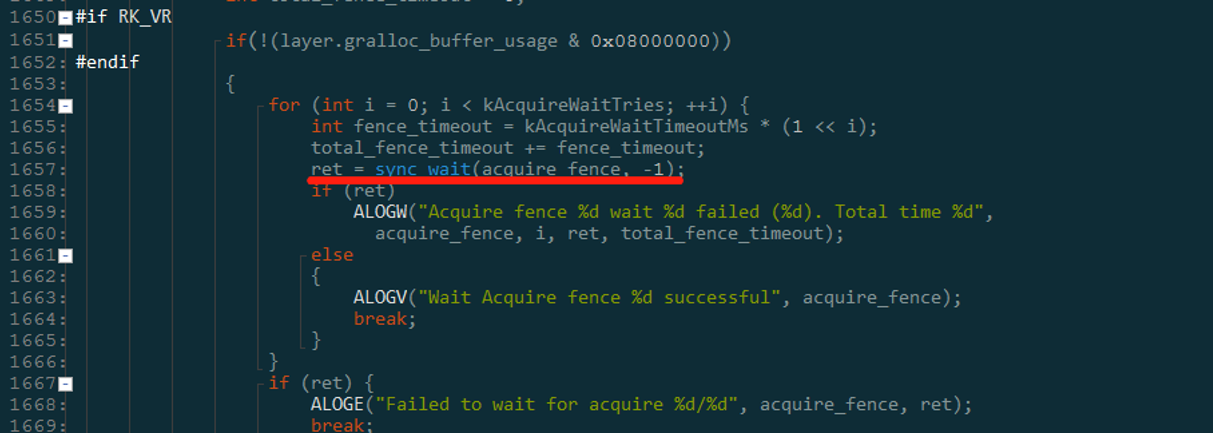 1650: #if RK_VR
1651: if(!(layer.gralloc_buffer_usage & 0x08000000))
1652: #endif
1653: {
1654: for (int i = 0; i < kAcquireWaitTries; ++i) {
1655: int fence_timeout = kAcquireWaitTimeoutMs * (1 << i);
1656: total_fence_timeout += fence_timeout;
1657: ret = sync_wait(acquire_fence, -1);
1658: if (ret)
1659: ALOGW("Acquire fence %d wait %d failed (%d). Total time %d",
1660: acquire_fence, i, ret, total_fence_timeout);
1661: else
1662: {
1663: ALOGV("Wait Acquire fence %d successful", acquire_fence);
1664: break;
1665: }
1666: }
1667: if (ret) {
1668: ALOGE("Failed to wait for acquire %d/%d", acquire_fence, ret);
1669: break;